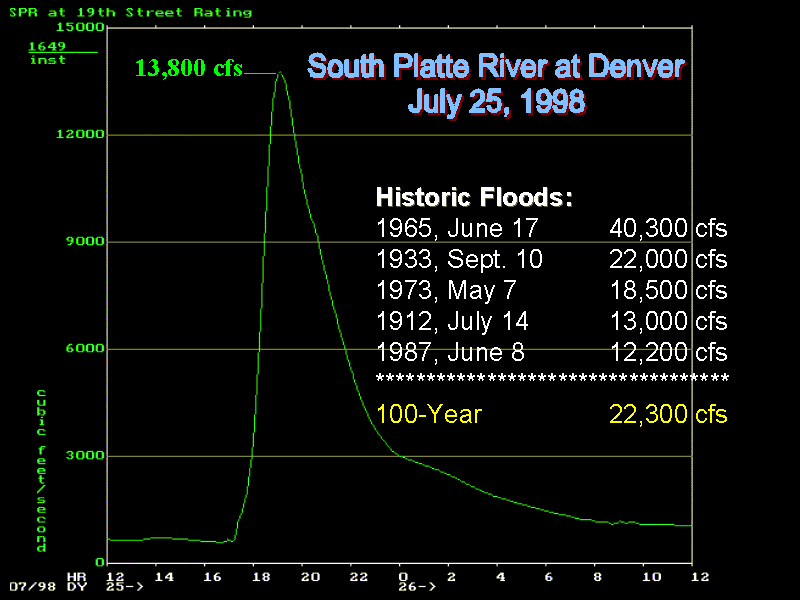 SPR at 19th Street Rating
15000
1649
inst
13,800 cfs
South Platte River at Denver
July 25, 1998
12000
Historic Floods:
1965, June 17 40,300 cfs
9000
1933, Sept. 10 22,000 cfs
1973, May 7 18,500 cfs
1912, July 14 13,000 cfs
6000
1987, June 8 12,200 cfs
***********************************
100-Year 22,300 cfs
3000
cubic feet/second
0
HR 12 14 16 18 20 22 0 2 4 6 8 10 12
07/98 DY 25-> 26->